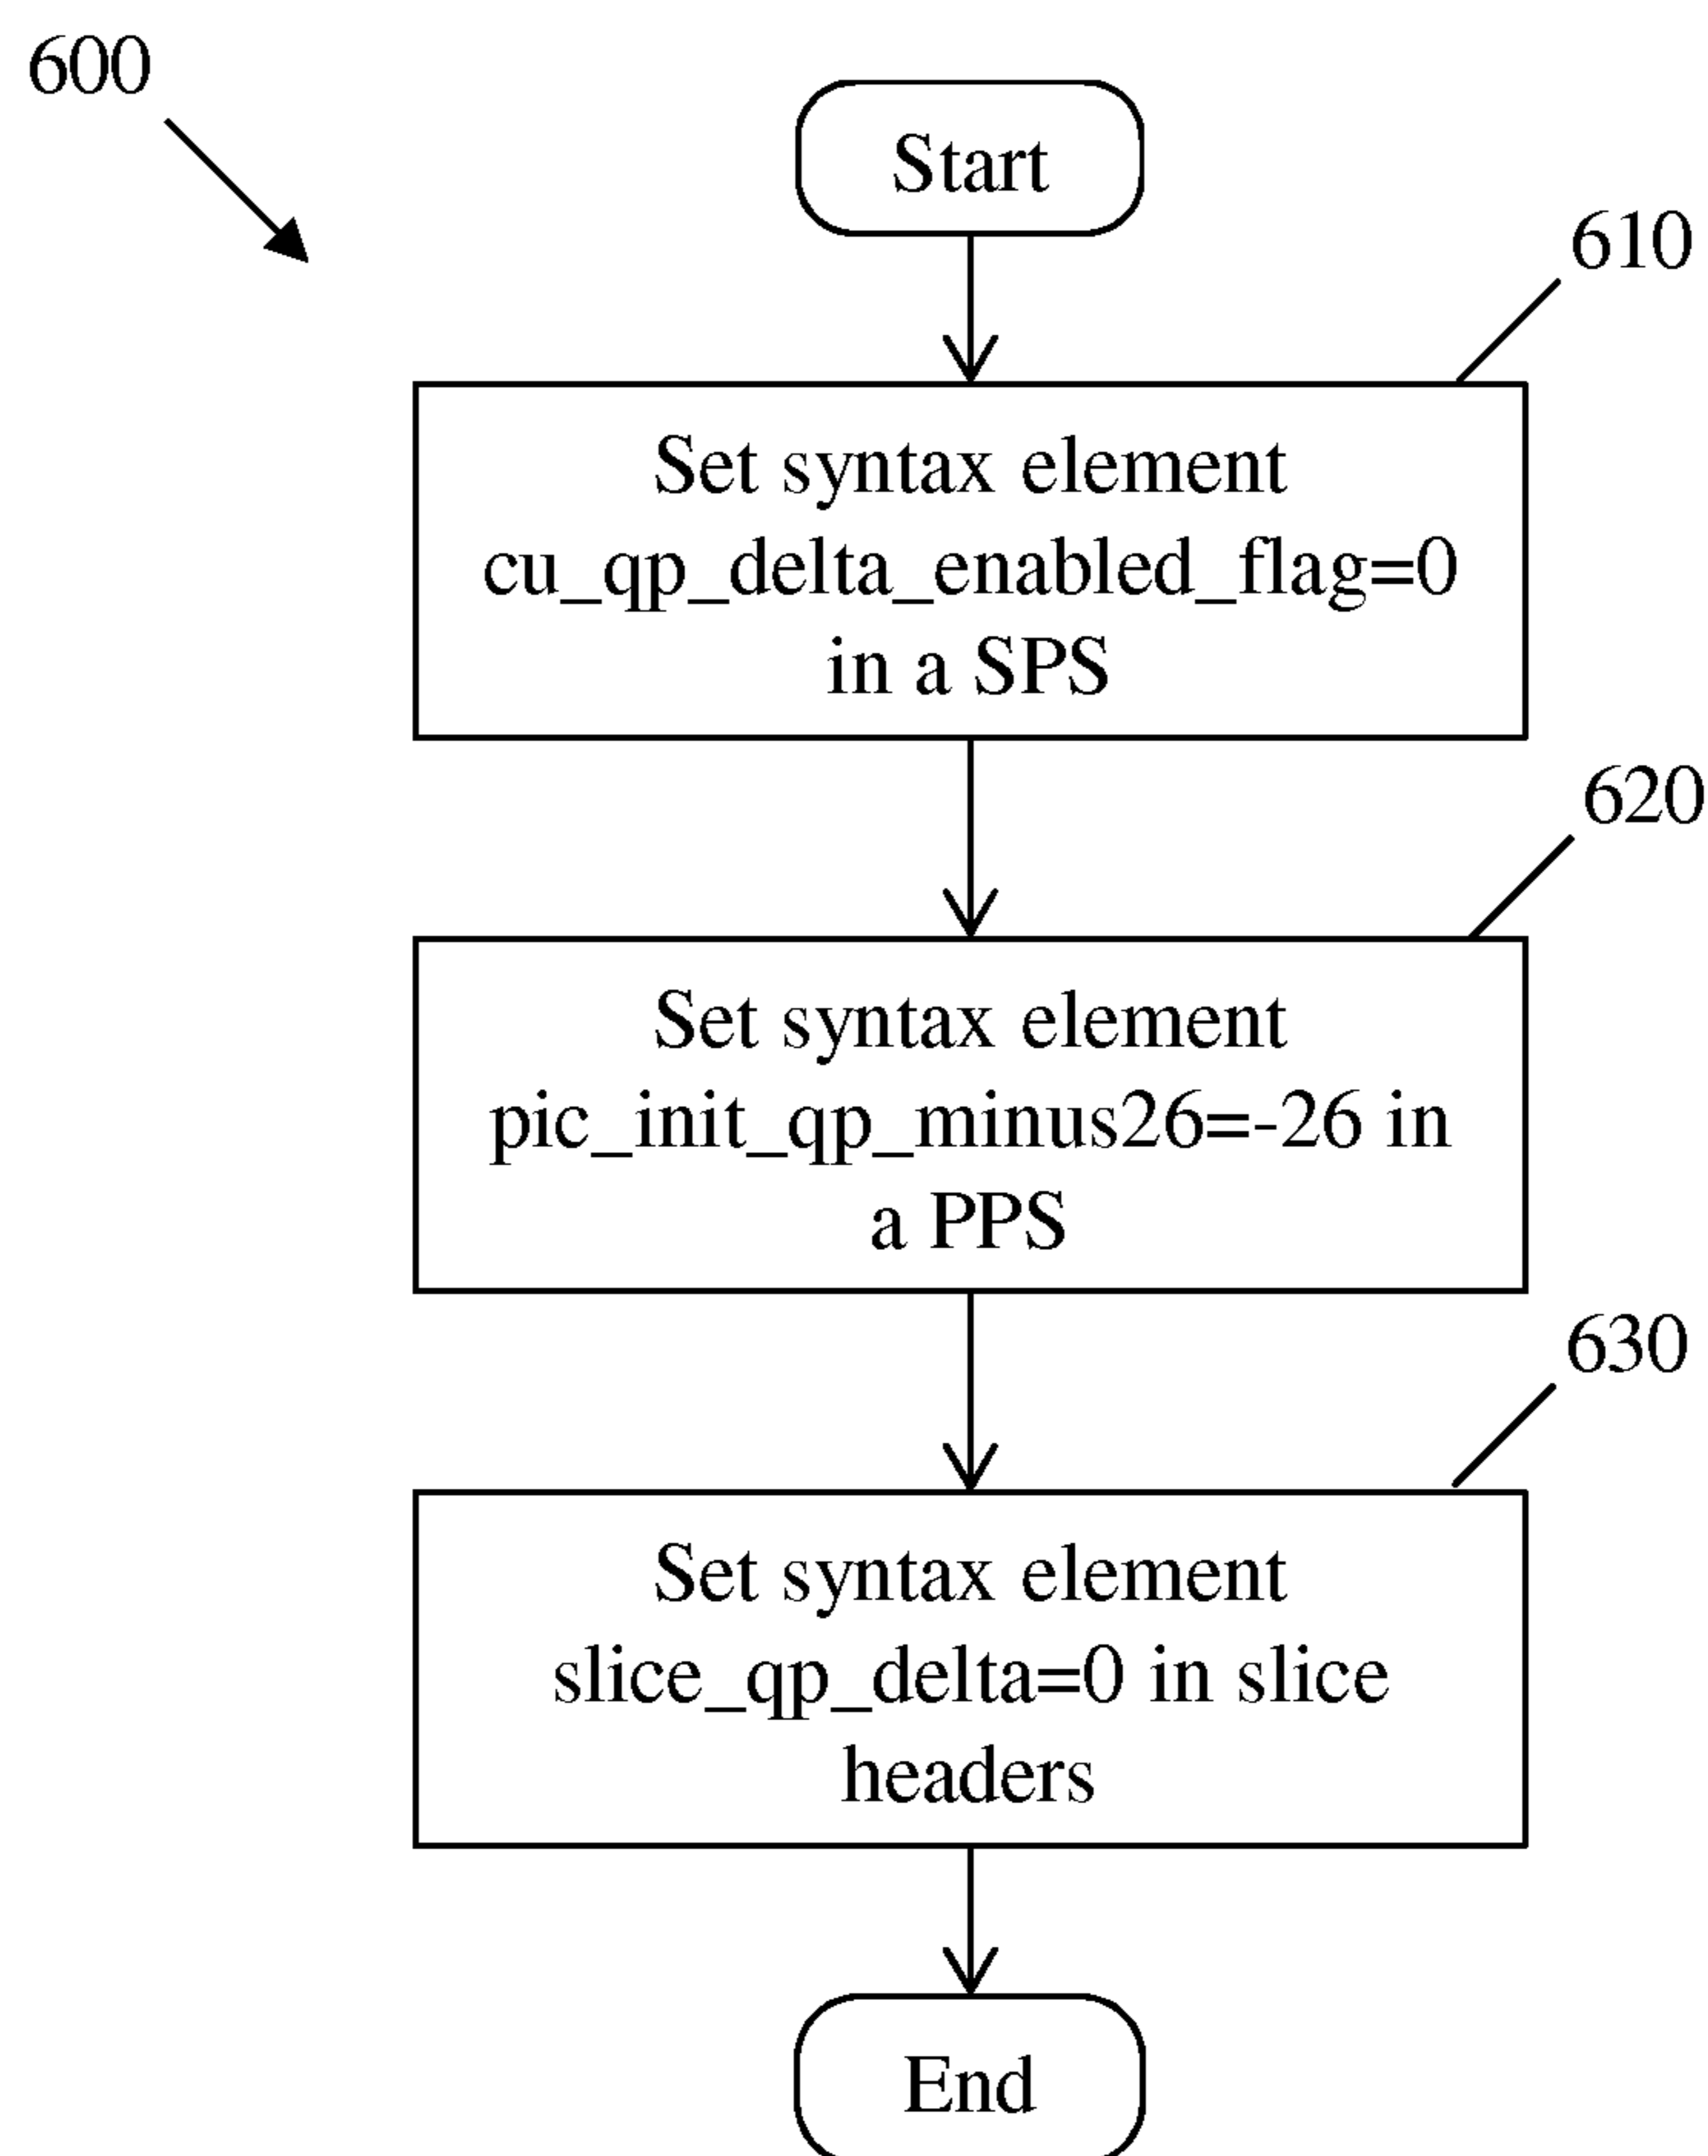 600
Start
610
Set syntax element
cu_qp_delta_enabled_flag=0
in a SPS
620
Set syntax element
pic_init_qp_minus26=-26 in
a PPS
630
Set syntax element
slice_qp_delta=0 in slice
headers
End